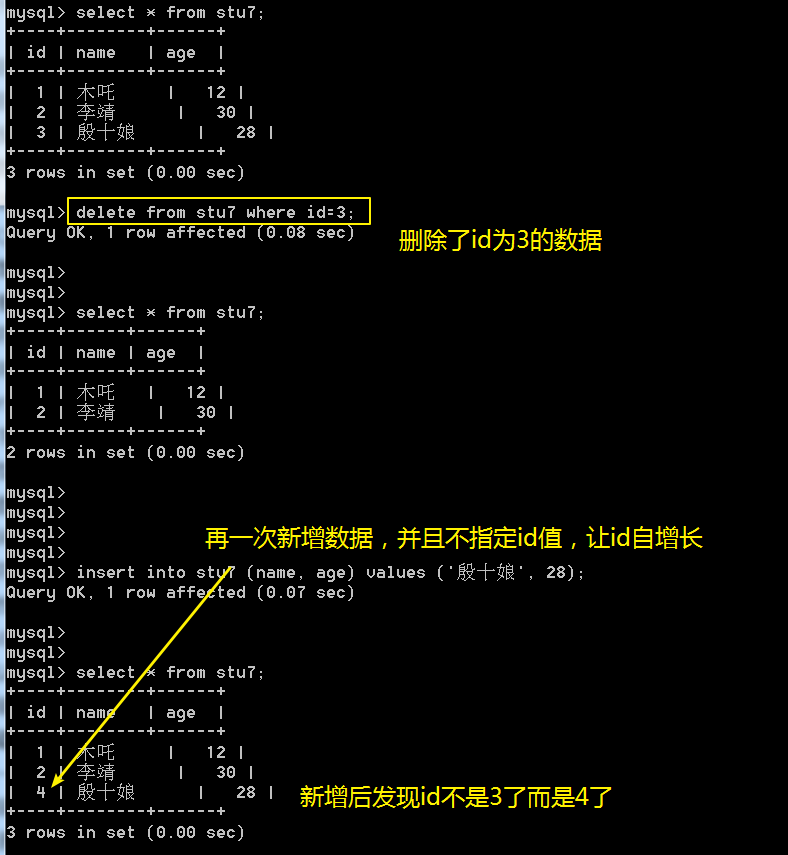 mysql> select * from stu7;
+----+--------+------+
| id | name   | age  |
+----+--------+------+
|  1 | 木吒     |   12 |
|  2 | 李靖      |   30 |
|  3 | 殷十娘      |   28 |
+----+--------+------+
3 rows in set (0.00 sec)
mysql> delete from stu7 where id=3;
Query OK, 1 row affected (0.08 sec)
删除了id为3的数据
mysql>
mysql>
mysql> select * from stu7;
+----+------+------+
| id | name | age  |
+----+------+------+
|  1 | 木吒   |   12 |
|  2 | 李靖    |   30 |
+----+------+------+
2 rows in set (0.00 sec)
mysql>
mysql>
mysql>
再一次新增数据，并且不指定id值，让id自增长
mysql>
mysql> insert into stu7 (name, age) values ('殷十娘', 28);
Query OK, 1 row affected (0.07 sec)
mysql>
mysql>
mysql> select * from stu7;
+----+--------+------+
| id | name   | age  |
+----+--------+------+
|  1 | 木吒     |   12 |
|  2 | 李靖      |   30 |
|  4 | 殷十娘      |   28 |
新增后发现id不是3了而是4了
+----+--------+------+
3 rows in set (0.00 sec)